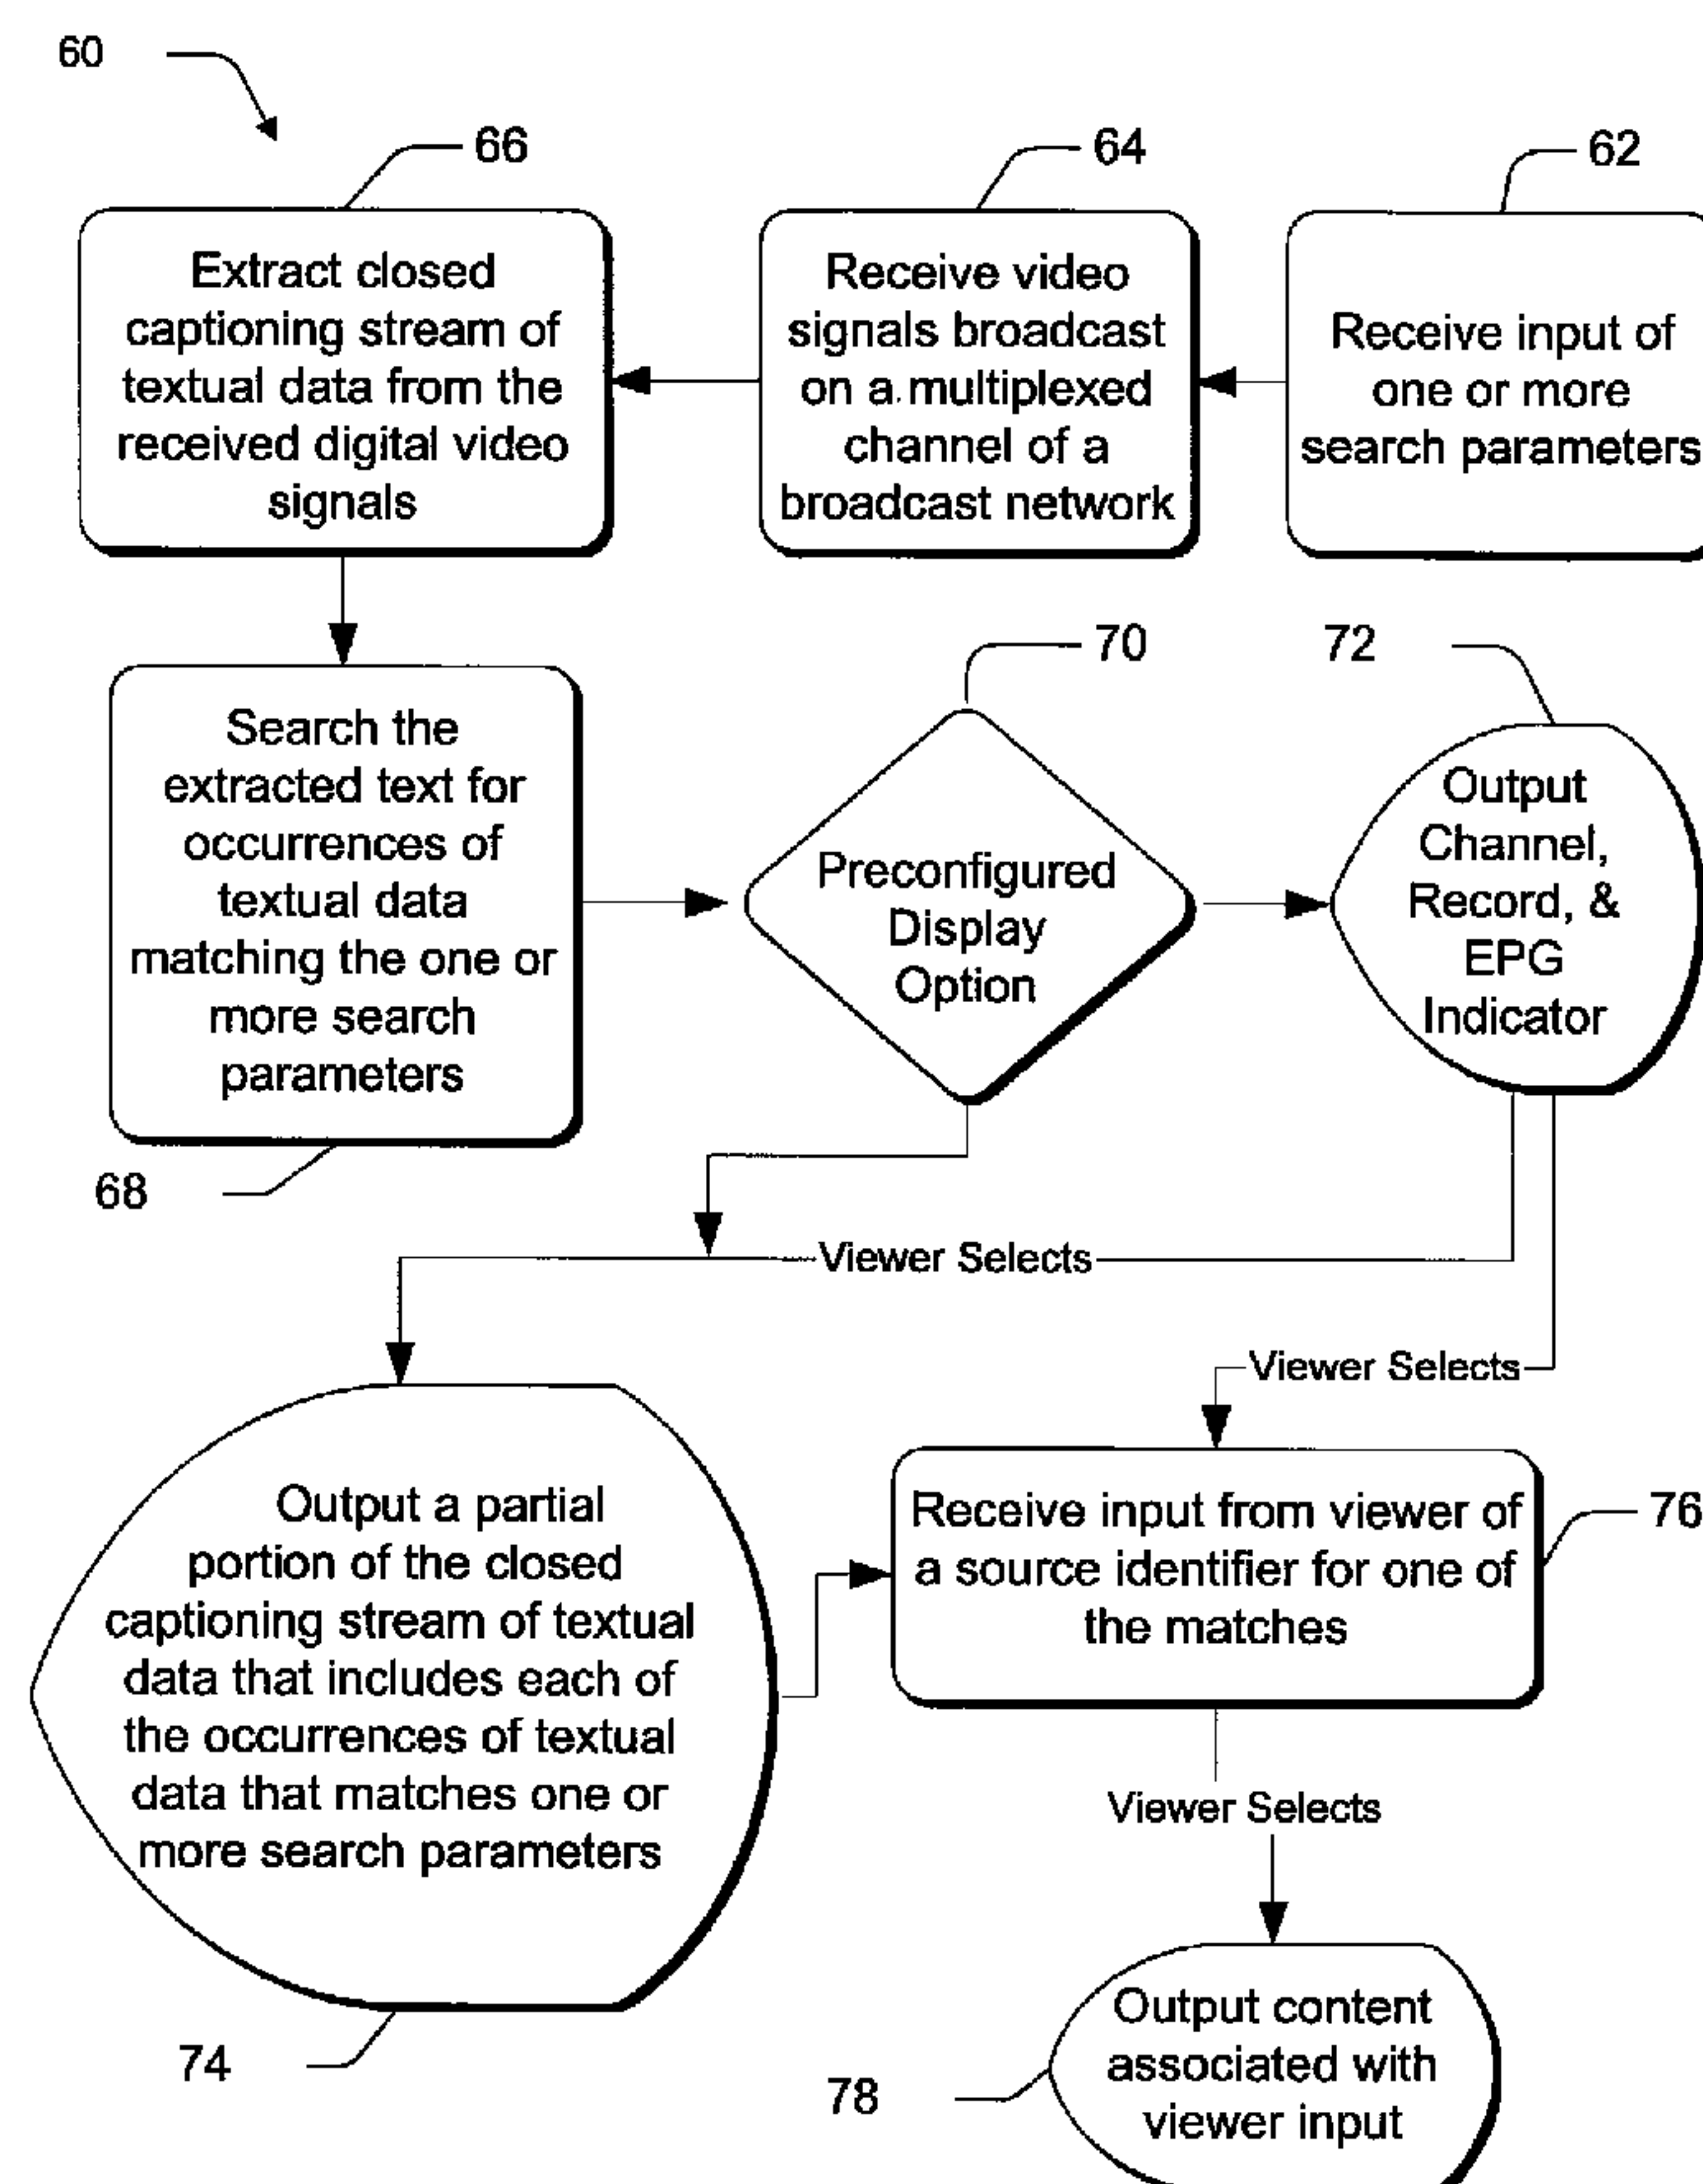 60
66
64
62
Extract closed
captioning stream of
textual data from the
received digital video
signals
Receive video
signals broadcast
on a multiplexed
channel of a
broadcast network
Receive input of
one or more
search parameters
70
72
Search the
extracted text for
occurrences of
textual data
matching the one or
more search
parameters
Preconfigured
Display
Option
Output
Channel,
Record, &
EPG
Indicator
68
Viewer Selects
Viewer Selects
Output a partial
portion of the closed
captioning stream of textual
data that includes each of
the occurrences of textual
data that matches one or
more search parameters
Receive input from viewer of
a source identifier for one of
the matches
76
Viewer Selects
74
78
Output content
associated with
viewer input